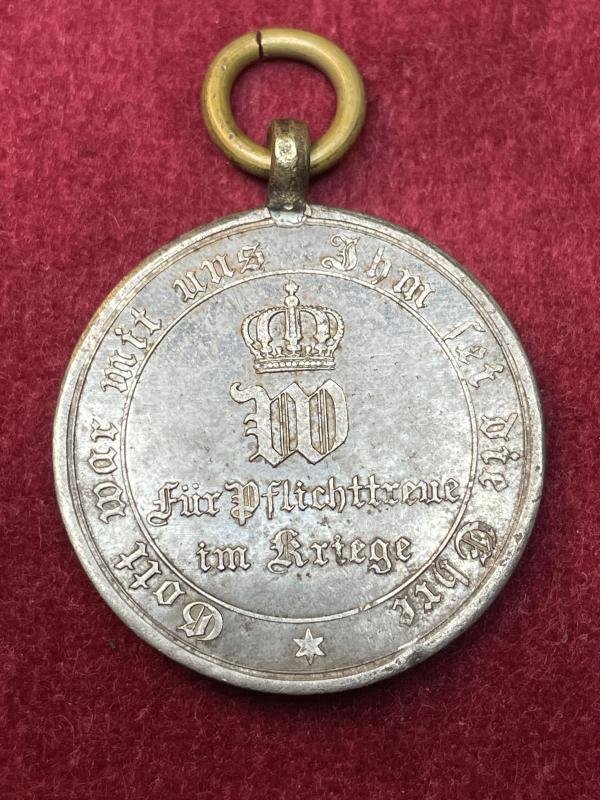 Gott war mit uns Ihm sei die Ehre
W
Für Pflichttreue
im Kriege